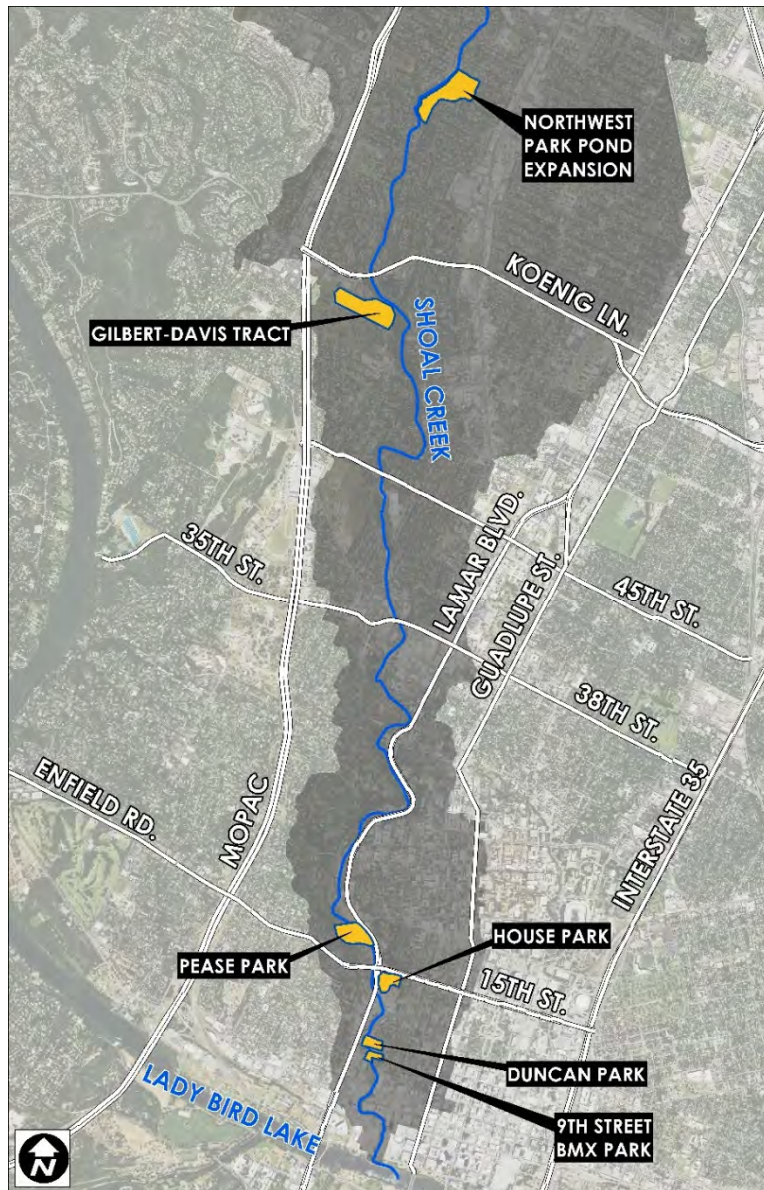 NORTHWEST
PARK POND
EXPANSION
KOENIG LN.
GILBERT-DAVIS TRACT
SHOAL CREEK
35TH ST.
LAMAR BLVD.
GUADLUPE ST.
45TH ST.
38TH ST.
ENFIELD RD.
MOPAC
INTERSTATE 35
HOUSE PARK
PEASE PARK
15TH ST.
DUNCAN PARK
LADY BIRD LAKE
9TH STREET
BMX PARK
N